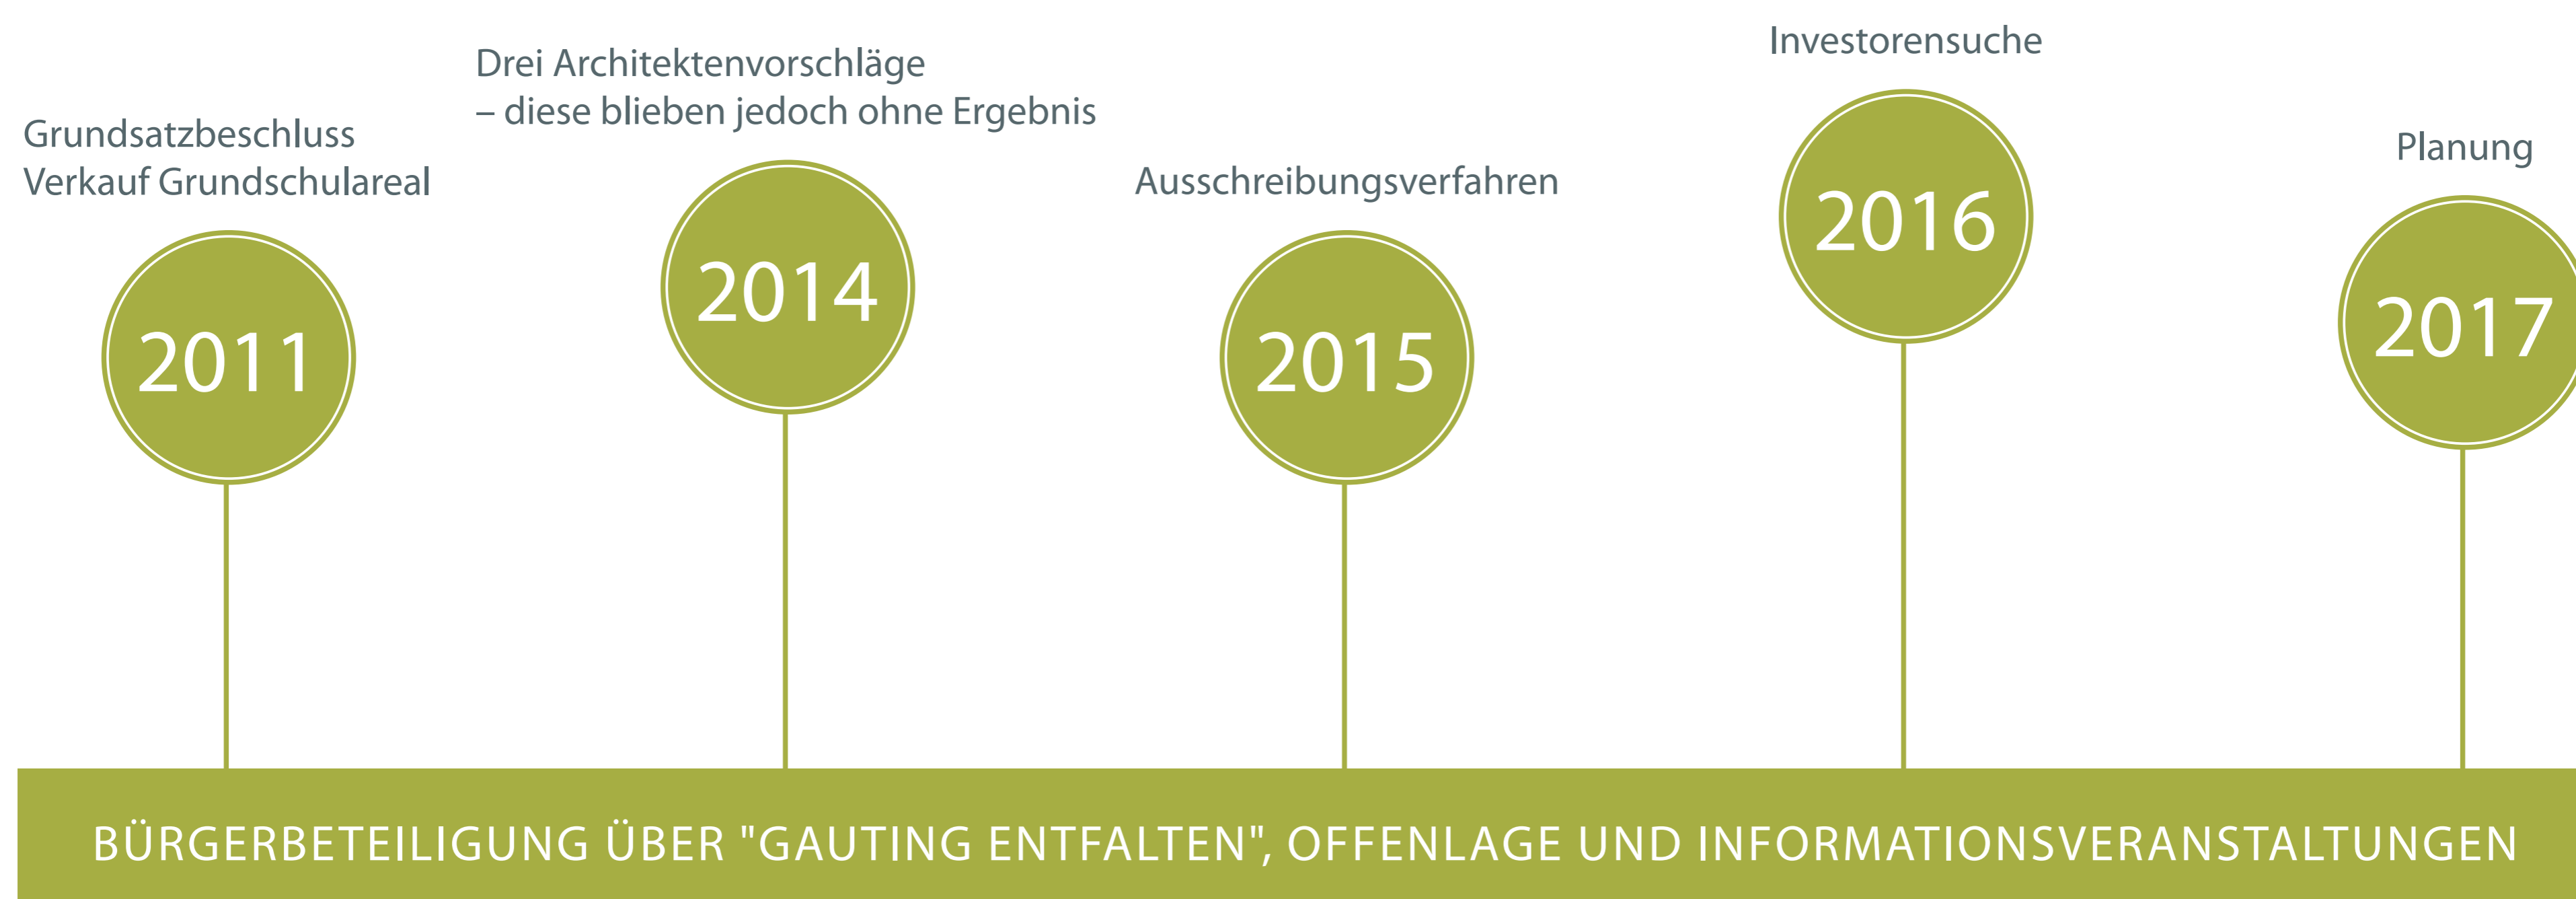 Grundsatzbeschluss
Verkauf Grundschulareal
2011
Drei Architektenvorschläge
– diese blieben jedoch ohne Ergebnis
2014
Ausschreibungsverfahren
2015
Investorensuche
2016
Planung
2017
BÜRGERBETEILIGUNG ÜBER "GAUTING ENTFALTEN", OFFENLAGE UND INFORMATIONSVERANSTALTUNGEN